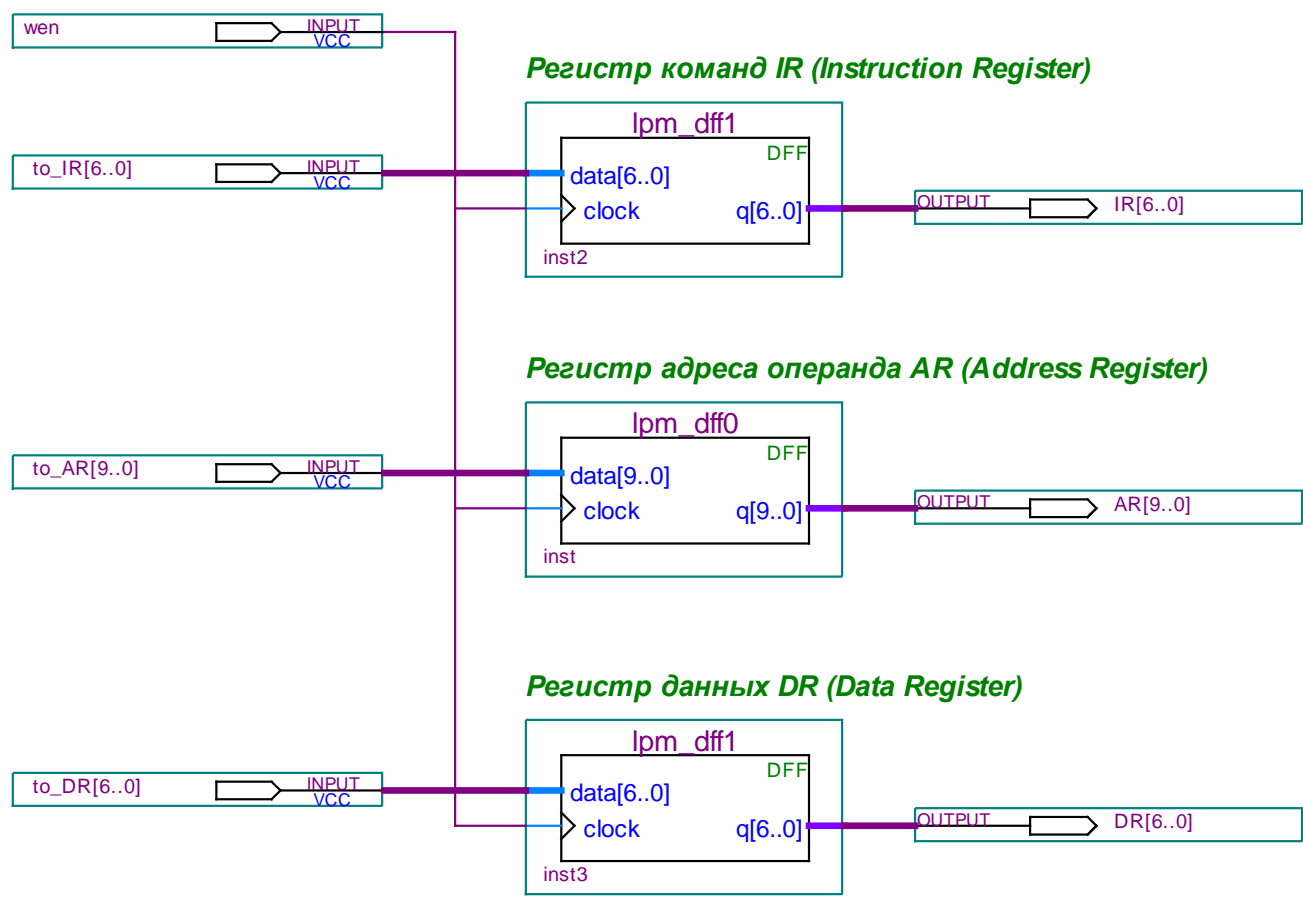 wen
INPUT
VCC
Регистр команд IR (Instruction Register)
lpm_dff1
DFF
to_IR[6..0]
INPUT
VCC
data[6..0]
clock
q[6..0]
OUTPUT
IR[6..0]
inst2
Регистр адреса операнда AR (Address Register)
lpm_dff0
DFF
to_AR[9..0]
INPUT
VCC
data[9..0]
clock
q[9..0]
OUTPUT
AR[9..0]
inst
Регистр данных DR (Data Register)
lpm_dff1
DFF
to_DR[6..0]
INPUT
VCC
data[6..0]
clock
q[6..0]
OUTPUT
DR[6..0]
inst3